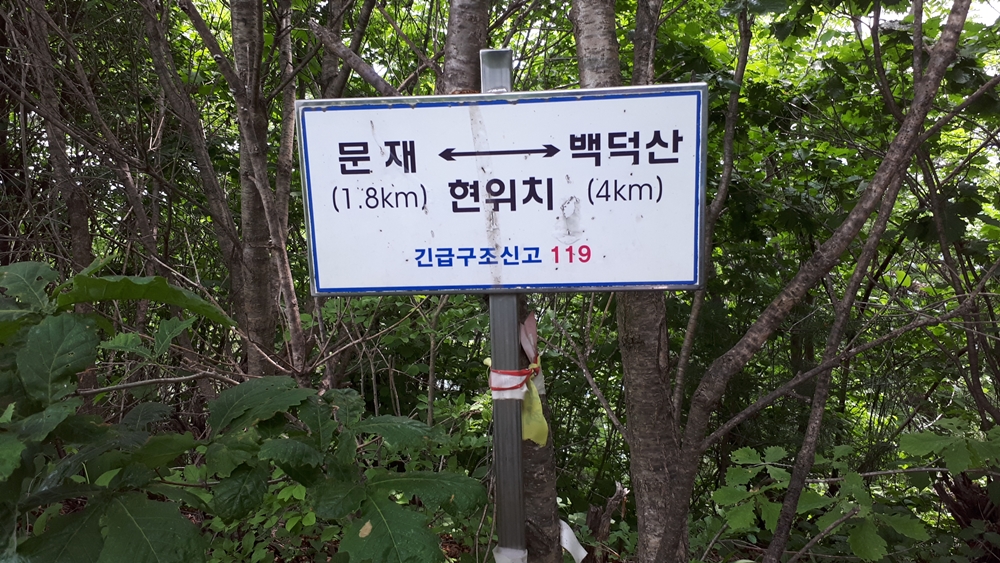 문재 ↔ 백덕산
(1.8km) 현위치 (4km)
긴급구조신고 119